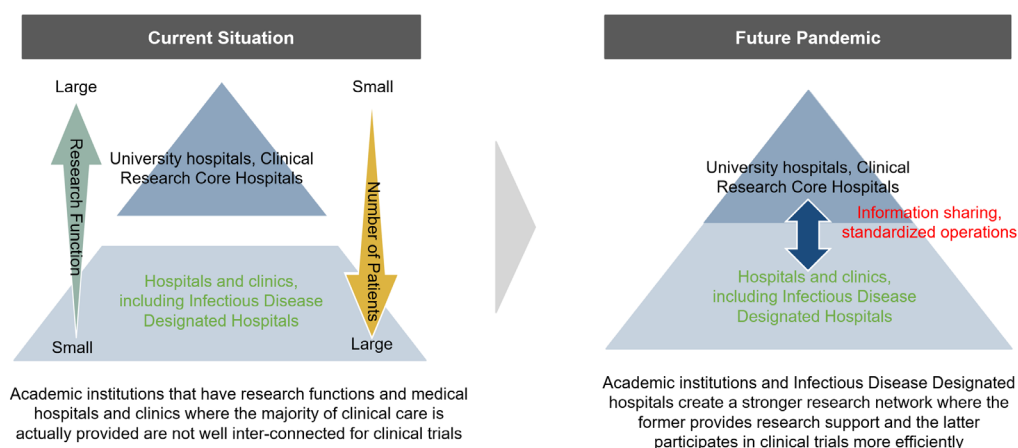 Current Situation
Large
Small
Research Function
Number of Patients
University hospitals, Clinical
Research Core Hospitals
Hospitals and clinics,
including Infectious Disease
Designated Hospitals
Small
Large
Academic institutions that have research functions and medical
hospitals and clinics where the majority of clinical care is
actually provided are not well inter-connected for clinical trials
Future Pandemic
University hospitals, Clinical
Research Core Hospitals
Information sharing,
standardized operations
Hospitals and clinics,
including Infectious Disease
Designated Hospitals
Academic institutions and Infectious Disease Designated
hospitals create a stronger research network where the
former provides research support and the latter
participates in clinical trials more efficiently